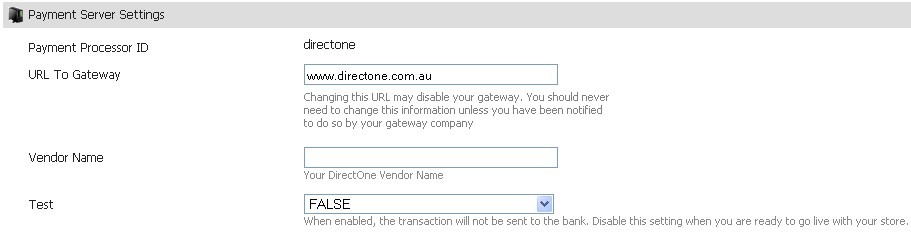 Payment Server Settings
Payment Processor ID directone
URL To Gateway www.directone.com.au
Changing this URL may disable your gateway. You should never
need to change this information unless you have been notified
to do so by your gateway company
Vendor Name
Your DirectOne Vendor Name
Test FALSE
When enabled, the transaction will not be sent to the bank. Disable this setting when you are ready to go live with your store.